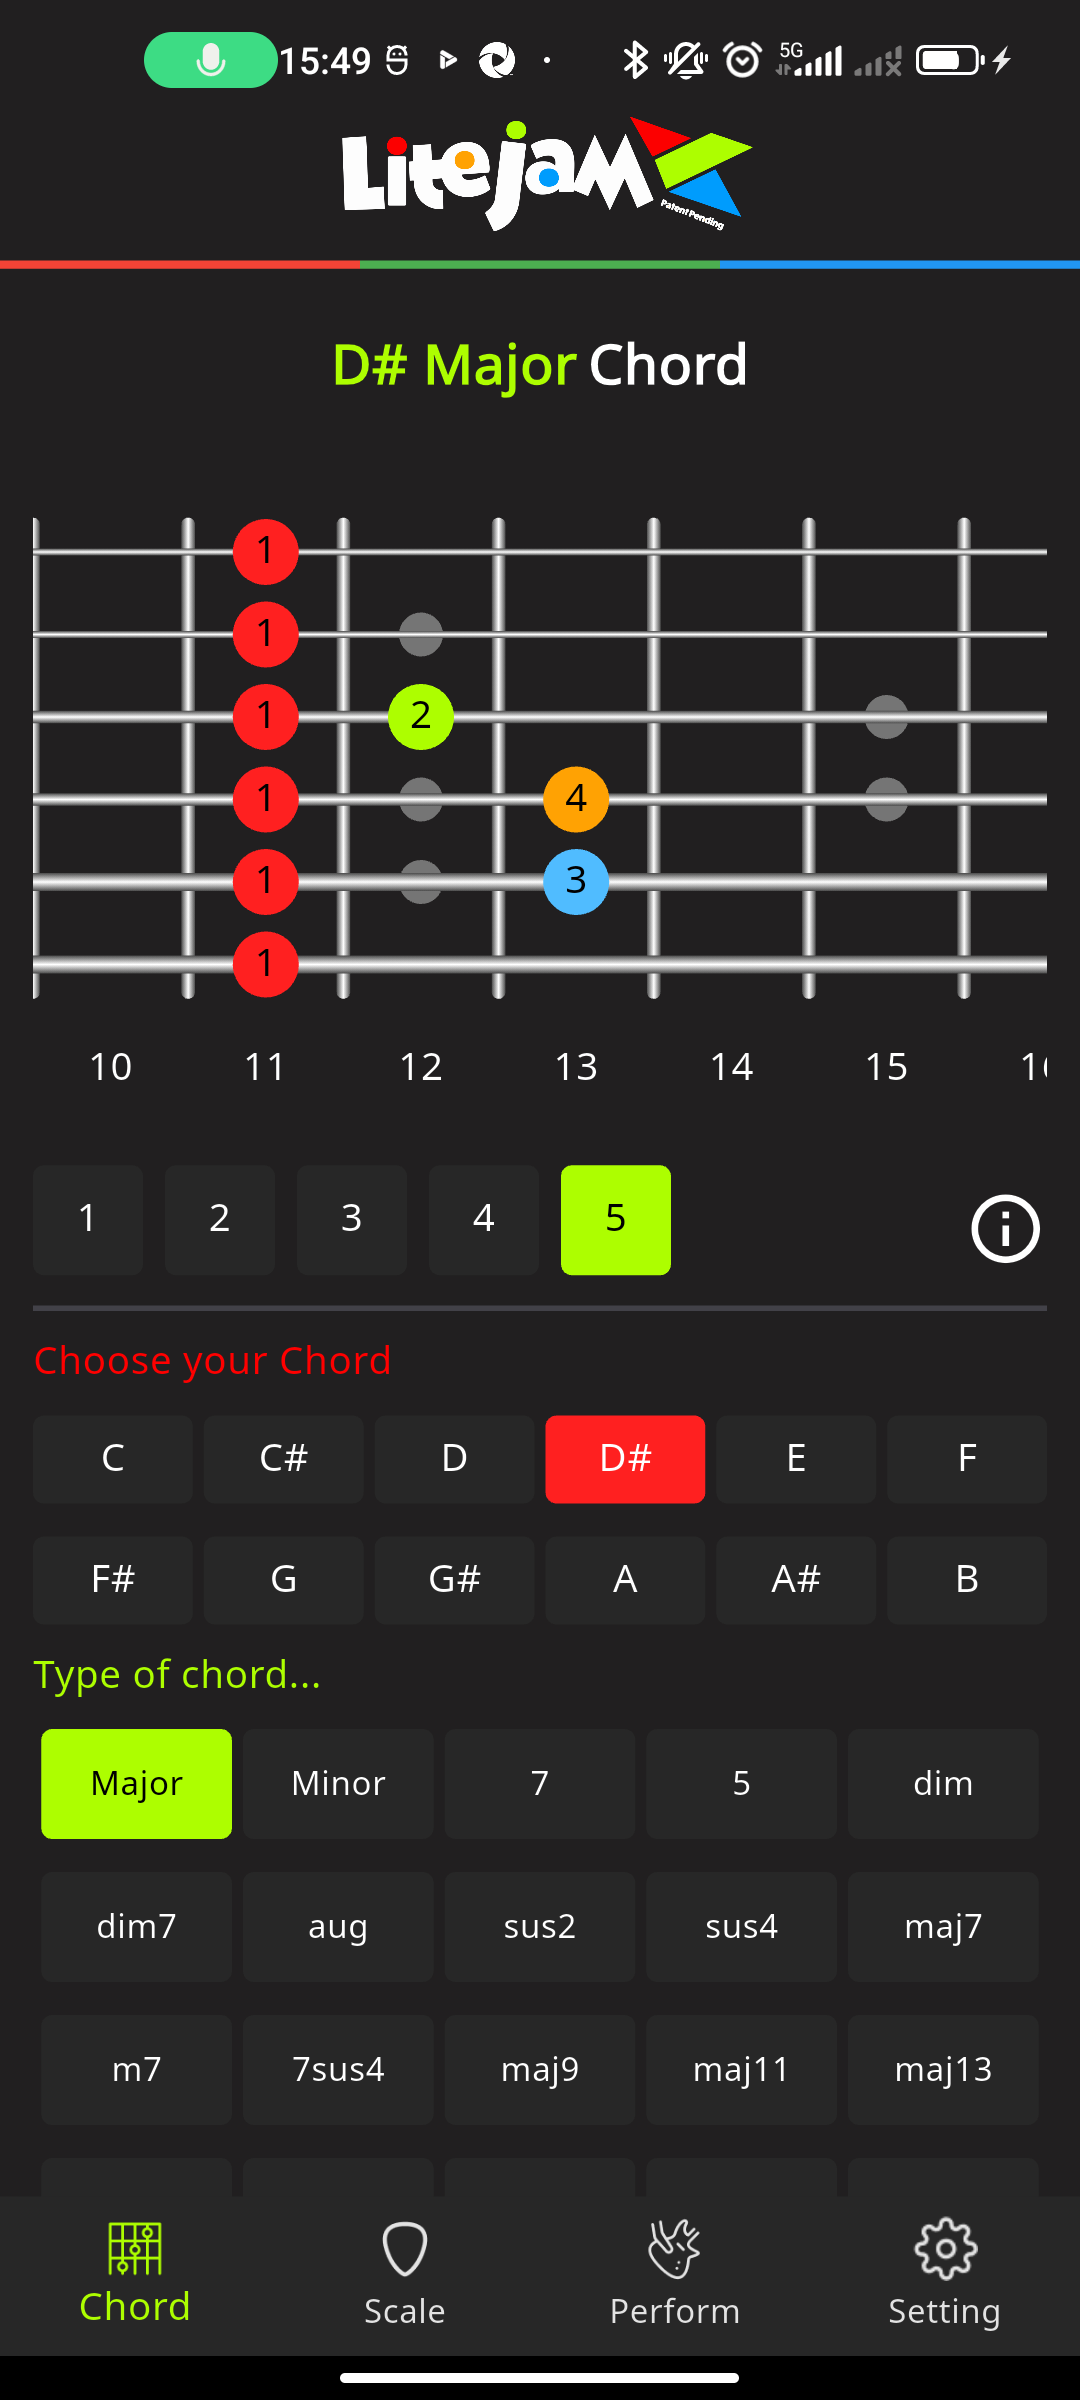 15:49
5G
Litejam
Patent Pending
D# Major Chord
1
1
1 2
1 4
1 3
1
10 11 12 13 14 15
1 2 3 4 5
Choose your Chord
C C# D D# E F
F# G G# A A# B
Type of chord...
Major Minor 7 5 dim
dim7 aug sus2 sus4 maj7
m7 7sus4 maj9 maj11 maj13
Chord Scale Perform Setting